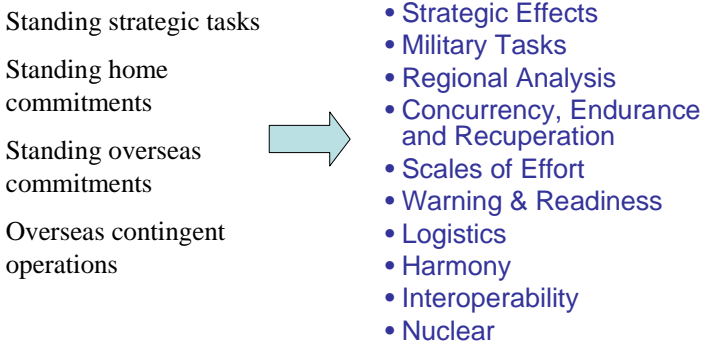 Standing strategic tasks
Standing home
commitments
Standing overseas
commitments
Overseas contingent
operations
• Strategic Effects
• Military Tasks
• Regional Analysis
• Concurrency, Endurance
and Recuperation
• Scales of Effort
• Warning & Readiness
• Logistics
• Harmony
• Interoperability
• Nuclear